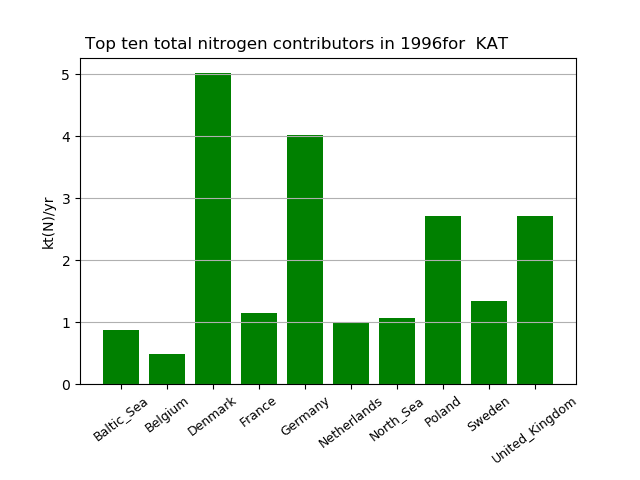 Top ten total nitrogen contributors in 1996for  KAT
kt(N)/yr
5
4
3
2
1
0
Baltic_Sea
Belgium
Denmark
France
Germany
Netherlands
North_Sea
Poland
Sweden
United_Kingdom